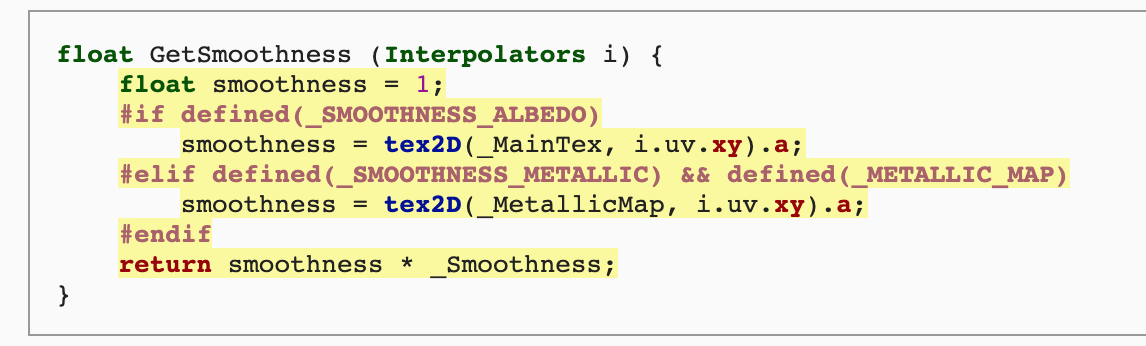 float GetSmoothness (Interpolators i) {
float smoothness = 1;
#if defined(_SMOOTHNESS_ALBEDO)
smoothness = tex2D(_MainTex, i.uv.xy).a;
#elif defined(_SMOOTHNESS_METALLIC) && defined(_METALLIC_MAP)
smoothness = tex2D(_MetallicMap, i.uv.xy).a;
#endif
return smoothness * _Smoothness;
}